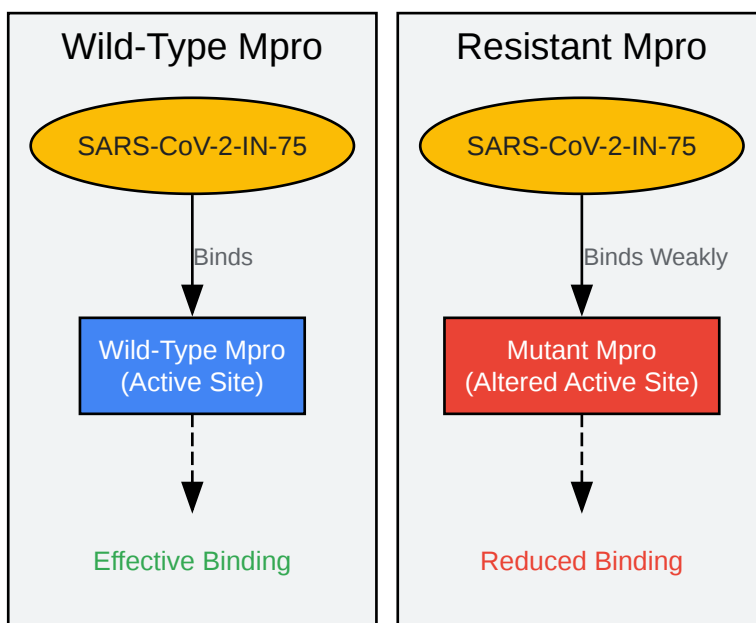 Wild-Type Mpro
SARS-CoV-2-IN-75
Binds
Wild-Type Mpro
(Active Site)
Effective Binding
Resistant Mpro
SARS-CoV-2-IN-75
Binds Weakly
Mutant Mpro
(Altered Active Site)
Reduced Binding